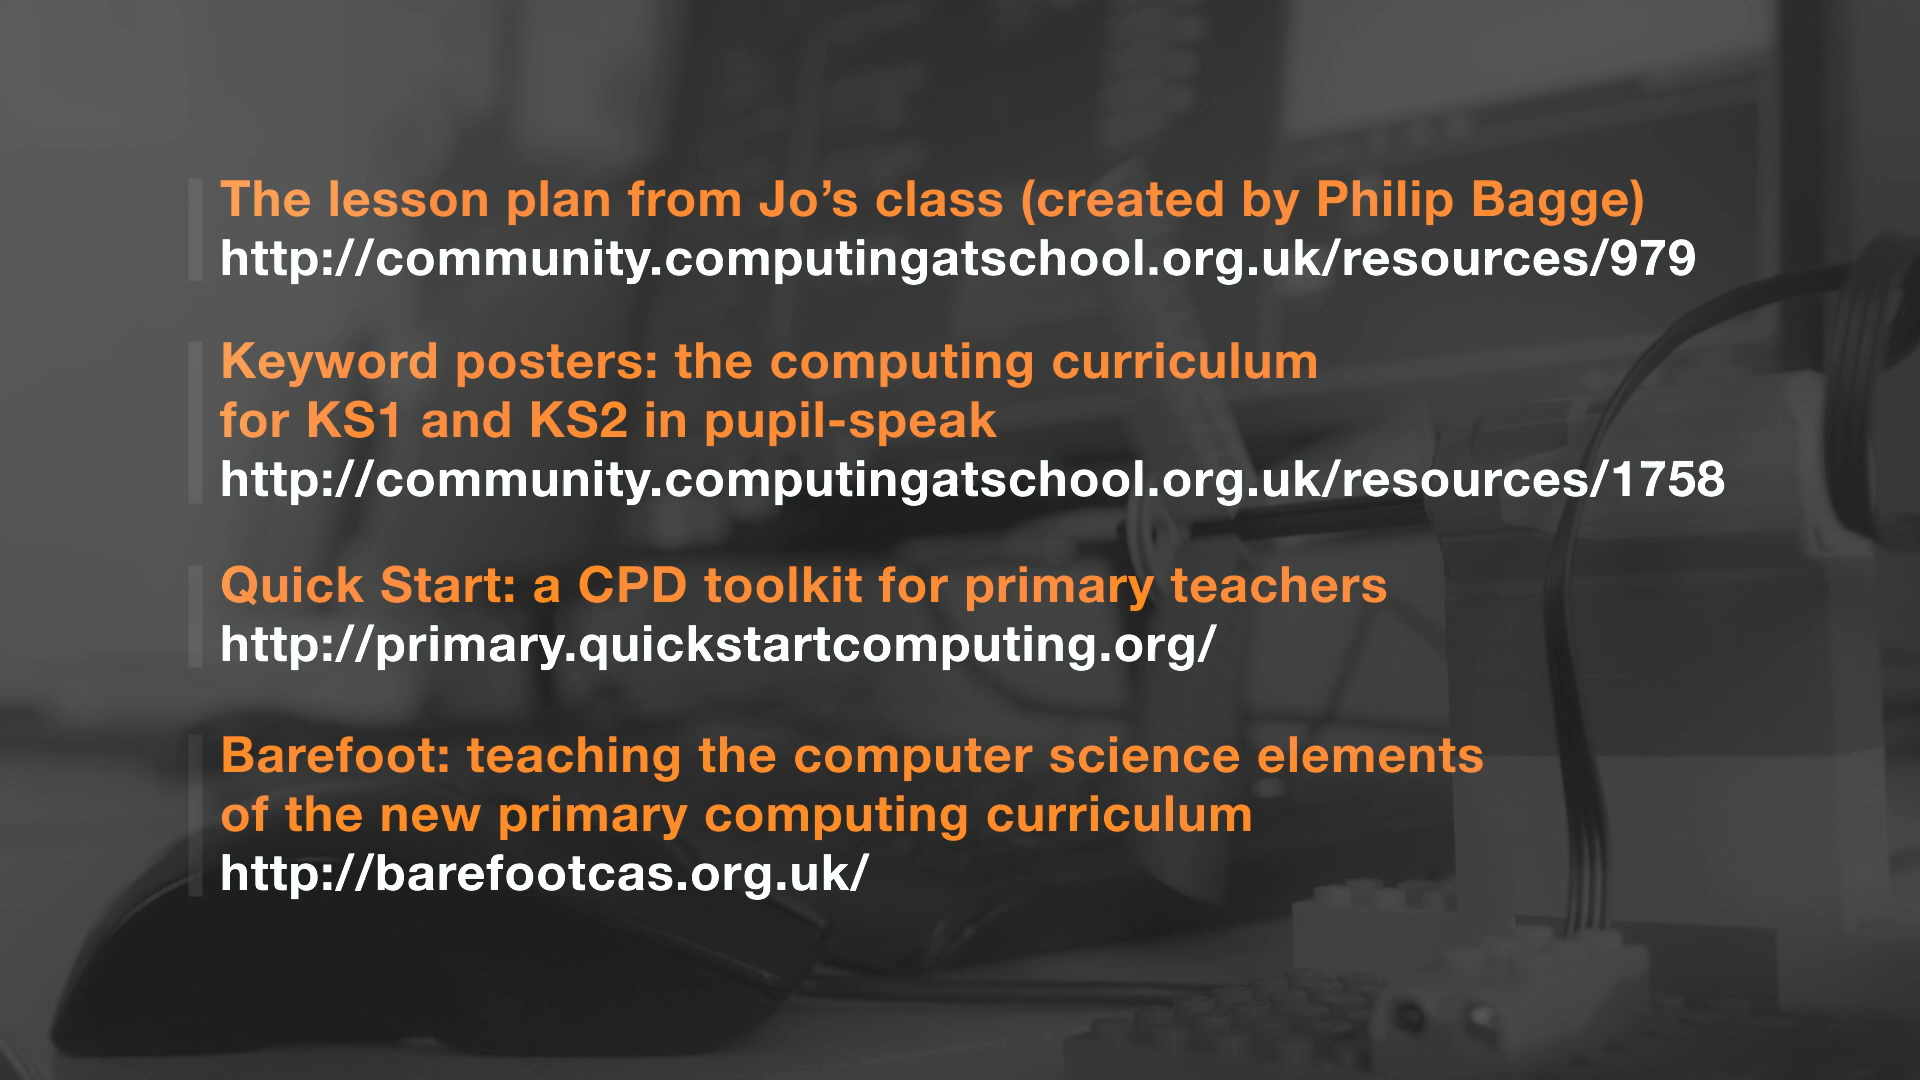 The lesson plan from Jo’s class (created by Philip Bagge)
http://community.computingatschool.org.uk/resources/979
Keyword posters: the computing curriculum
for KS1 and KS2 in pupil-speak
http://community.computingatschool.org.uk/resources/1758
Quick Start: a CPD toolkit for primary teachers
http://primary.quickstartcomputing.org/
Barefoot: teaching the computer science elements
of the new primary computing curriculum
http://barefootcas.org.uk/